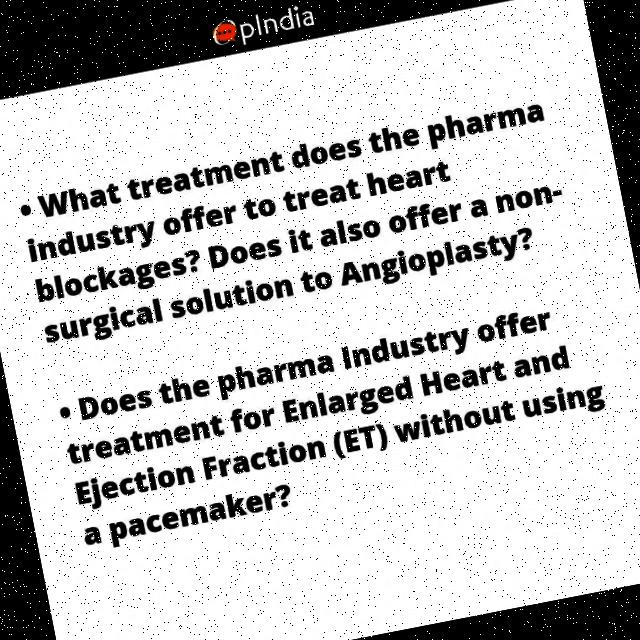 OpIndia
• What treatment does the pharma
industry offer to treat heart
blockages? Does it also offer a non-
surgical solution to Angioplasty?
• Does the pharma Industry offer
treatment for Enlarged Heart and
Ejection Fraction (ET) without using
a pacemaker?